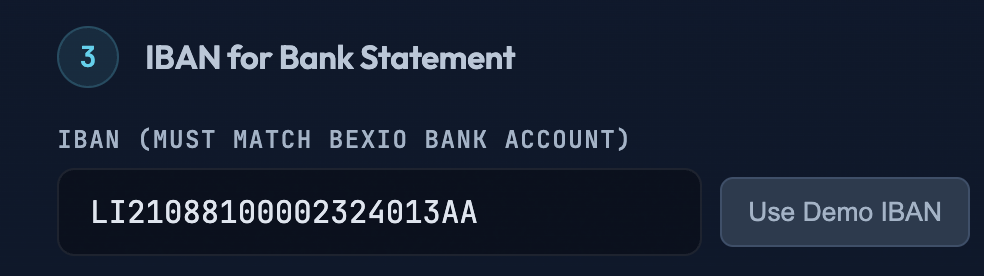 3 IBAN for Bank Statement
IBAN (MUST MATCH BEXIO BANK ACCOUNT)
LI21088100002324013AA Use Demo IBAN